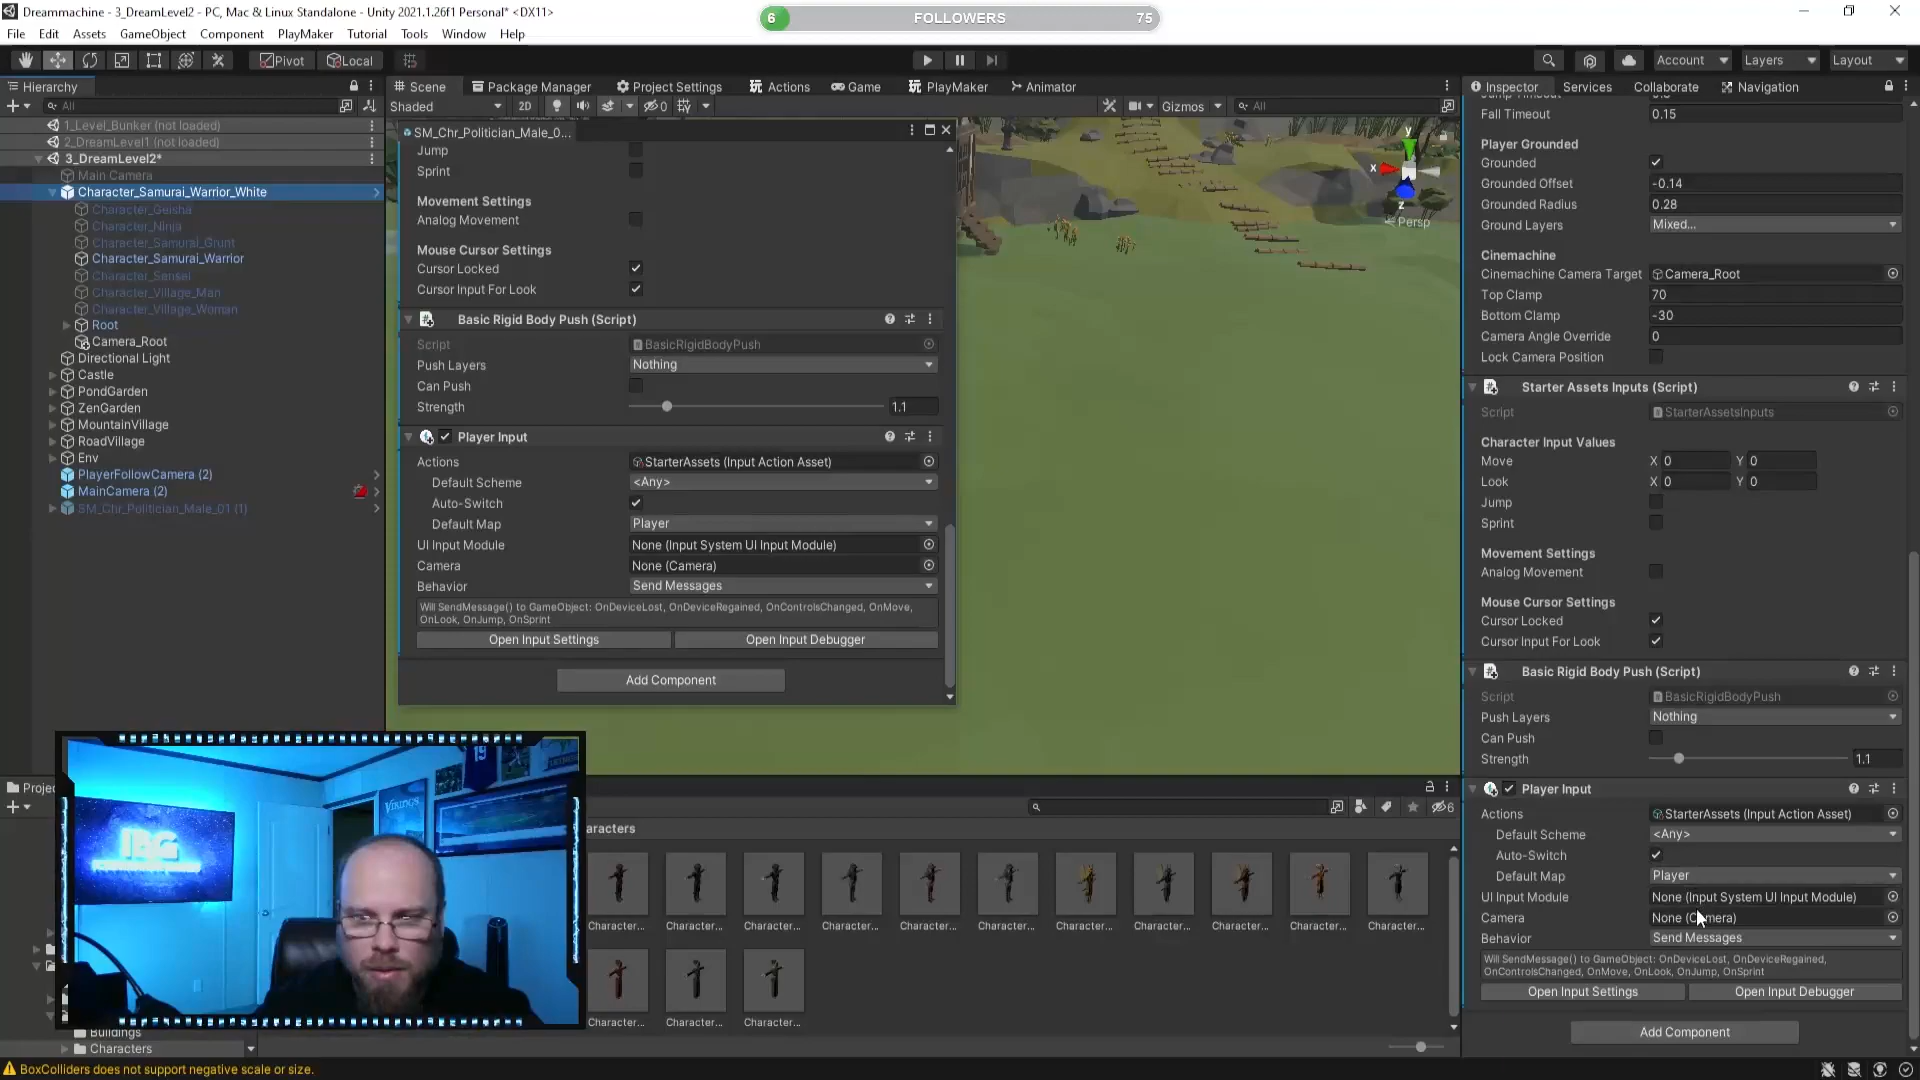 Dreammachine - 3_DreamLevel2 - PC, Mac & Linux Standalone - Unity 2021.1.26f1 Personal* <DX11>
6 FOLLOWERS 75
File Edit Assets GameObject Component PlayMaker Tutorial Tools Window Help
Pivot Local Account Layers Layout
Hierarchy
All
1_Level_Bunker (not loaded)
2_DreamLevel1 (not loaded)
3_DreamLevel2*
Main Camera
Character_Samurai_Warrior_White
Character_Geisha
Character_Ninja
Character_Samurai_Grunt
Character_Samurai_Warrior
Character_Sensei
Character_Village_Man
Character_Village_Woman
Root
Camera_Root
Directional Light
Castle
PondGarden
ZenGarden
MountainVillage
RoadVillage
Env
PlayerFollowCamera (2)
MainCamera (2)
SM_Chr_Politician_Male_01 (1)
Scene Package Manager Project Settings Actions Game PlayMaker Animator
Shaded 2D 0 Gizmos All
y
x
z
Persp
SM_Chr_Politician_Male_0...
Jump
Sprint
Movement Settings
Analog Movement
Mouse Cursor Settings
Cursor Locked
Cursor Input For Look
Basic Rigid Body Push (Script)
Script BasicRigidBodyPush
Push Layers Nothing
Can Push
Strength 1.1
Player Input
Actions StarterAssets (Input Action Asset)
Default Scheme <Any>
Auto-Switch
Default Map Player
UI Input Module None (Input System UI Input Module)
Camera None (Camera)
Behavior Send Messages
Will SendMessage() to GameObject: OnDeviceLost, OnDeviceRegained, OnControlsChanged, OnMove,
OnLook, OnJump, OnSprint
Open Input Settings Open Input Debugger
Add Component
Inspector Services Collaborate Navigation
Fall Timeout 0.15
Player Grounded
Grounded
Grounded Offset -0.14
Grounded Radius 0.28
Ground Layers Mixed...
Cinemachine
Cinemachine Camera Target Camera_Root
Top Clamp 70
Bottom Clamp -30
Camera Angle Override 0
Lock Camera Position
Starter Assets Inputs (Script)
Script StarterAssetsInputs
Character Input Values
Move X 0 Y 0
Look X 0 Y 0
Jump
Sprint
Movement Settings
Analog Movement
Mouse Cursor Settings
Cursor Locked
Cursor Input For Look
Basic Rigid Body Push (Script)
Script BasicRigidBodyPush
Push Layers Nothing
Can Push
Strength 1.1
Player Input
Actions StarterAssets (Input Action Asset)
Default Scheme <Any>
Auto-Switch
Default Map Player
UI Input Module None (Input System UI Input Module)
Camera None
Behavior Send Messages
Will SendMessage() to GameObject: OnDeviceLost, OnDeviceRegained,
OnControlsChanged, OnMove, OnLook, OnJump, OnSprint
Open Input Settings Open Input Debugger
Add Component
6
Character... Character... Character... Character... Character... Character... Character... Character... Character... Character... Character...
Character... Character... Character...
VIKINGS
19
IBG
Buildings
Characters
BoxColliders does not support negative scale or size.